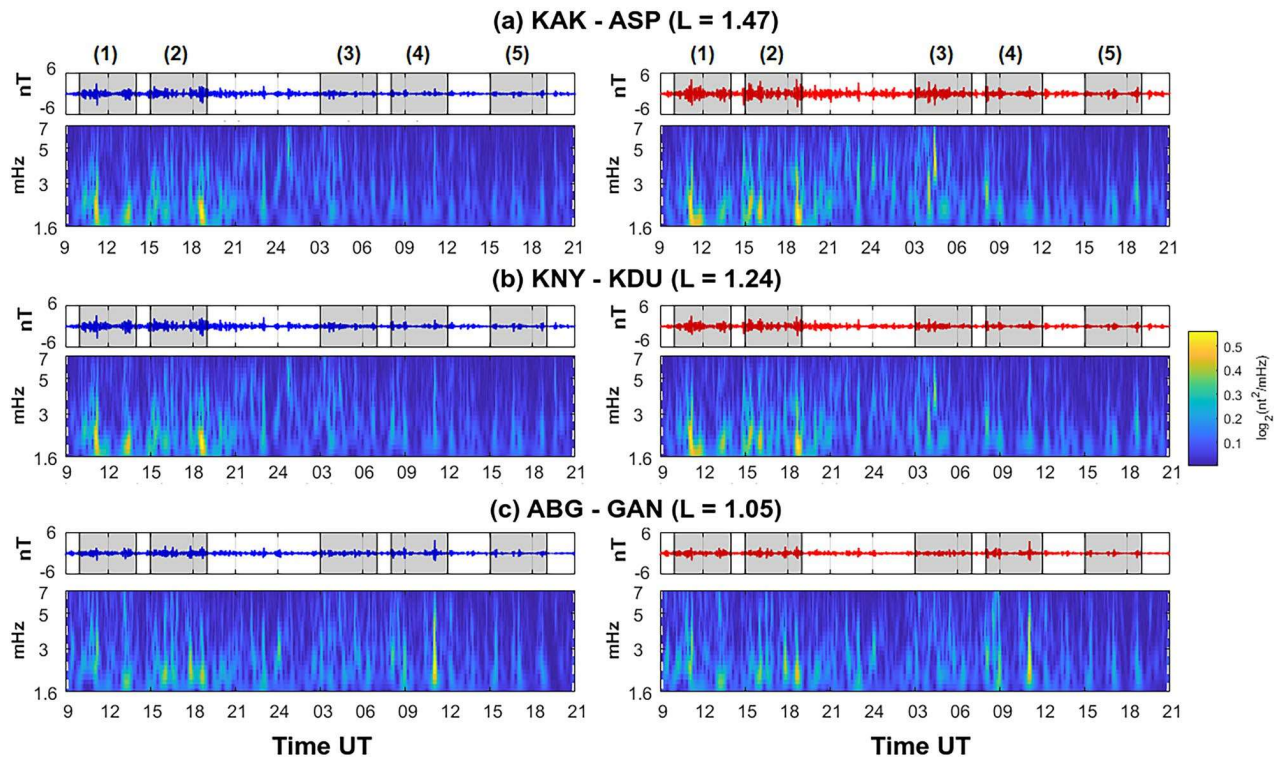 (a) KAK - ASP (L = 1.47)
(1) (2) (3) (4) (5) (1) (2) (3) (4) (5)
nT 6 -6 nT 6 -6
mHz 7 5 3 1.6 mHz 7 5 3 1.6
9 12 15 18 21 24 03 06 09 12 15 18 21 9 12 15 18 21 24 03 06 09 12 15 18 21
(b) KNY - KDU (L = 1.24)
nT 6 -6 nT 6 -6
mHz 7 5 3 1.6 mHz 7 5 3 1.6
0.5
0.4
0.3
0.2
0.1
log2(nt²/mHz)
9 12 15 18 21 24 03 06 09 12 15 18 21 9 12 15 18 21 24 03 06 09 12 15 18 21
(c) ABG - GAN (L = 1.05)
nT 6 -6 nT 6 -6
mHz 7 5 3 1.6 mHz 7 5 3 1.6
9 12 15 18 21 24 03 06 09 12 15 18 21 9 12 15 18 21 24 03 06 09 12 15 18 21
Time UT Time UT